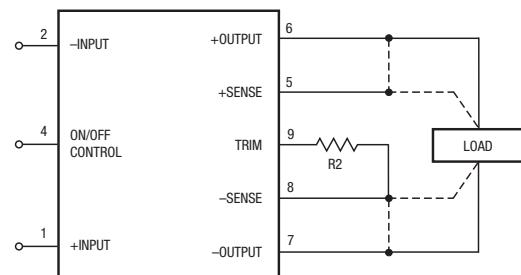 2
–INPUT
4
ON/OFF
CONTROL
1
+INPUT
+OUTPUT
6
+SENSE
5
TRIM
9
R2
–SENSE
8
–OUTPUT
7
LOAD